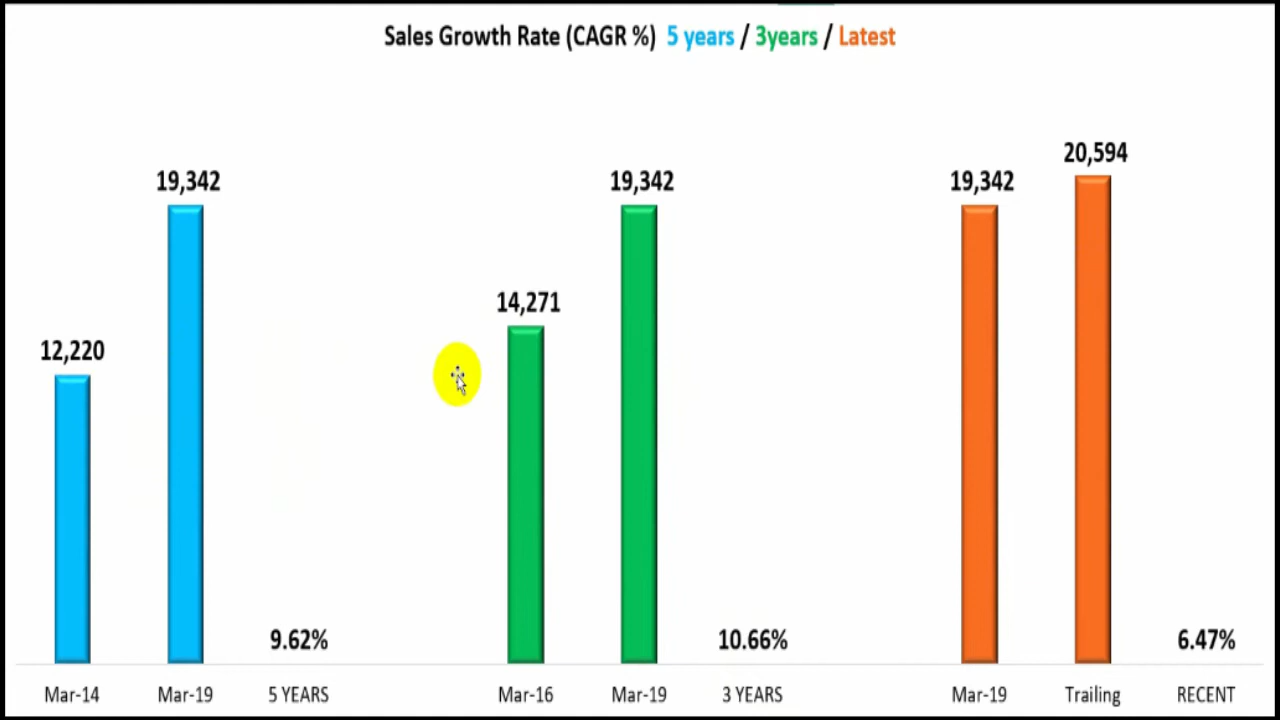 Sales Growth Rate (CAGR %) 5 years / 3years / Latest
20,594
19,342 19,342 19,342
14,271
12,220
9.62% 10.66% 6.47%
Mar-14 Mar-19 5 YEARS Mar-16 Mar-19 3 YEARS Mar-19 Trailing RECENT